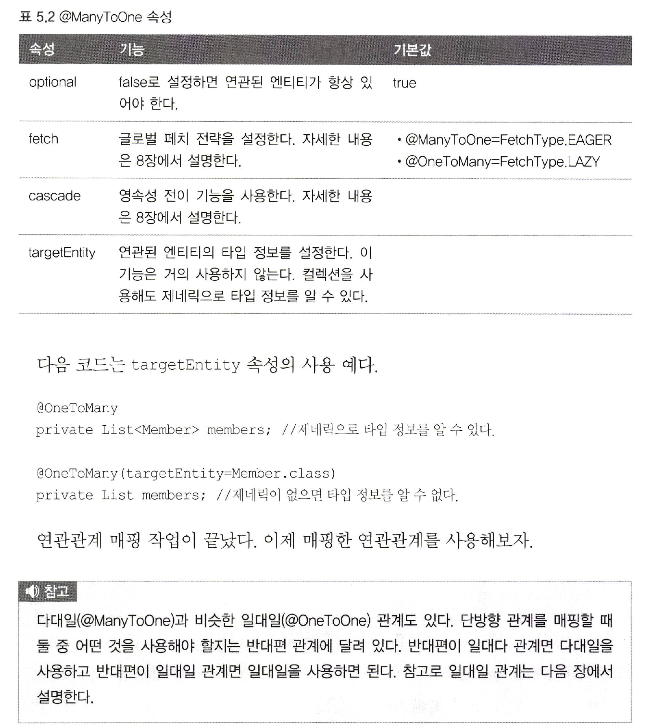 표 5.2 @ManyToOne 속성
속성 기능 기본값
optional false로 설정하면 연관된 엔티티가 항상 있 true
어야 한다.
fetch 글로벌 페치 전략을 설정한다. 자세한 내용 • @ManyToOne=FetchType.EAGER
은 8장에서 설명한다. • @OneToMany=FetchType.LAZY
cascade 영속성 전이 기능을 사용한다. 자세한 내용
은 8장에서 설명한다.
targetEntity 연관된 엔티티의 타입 정보를 설정한다. 이
기능은 거의 사용하지 않는다. 컬렉션을 사
용해도 제네릭으로 타입 정보를 알 수 있다.
다음 코드는 targetEntity 속성의 사용 예다.
@OneToMany
private List<Member> members; //제네릭으로 타입 정보를 알 수 있다.
@OneToMany(targetEntity=Member.class)
private List members; //제네릭이 없으면 타입 정보를 알 수 없다.
연관관계 매핑 작업이 끝났다. 이제 매핑한 연관관계를 사용해보자.
참고
다대일(@ManyToOne)과 비슷한 일대일(@OneToOne) 관계도 있다. 단방향 관계를 매핑할 때
둘 중 어떤 것을 사용해야 할지는 반대편 관계에 달려 있다. 반대편이 일대다 관계면 다대일을
사용하고 반대편이 일대일 관계면 일대일을 사용하면 된다. 참고로 일대일 관계는 다음 장에서
설명한다.